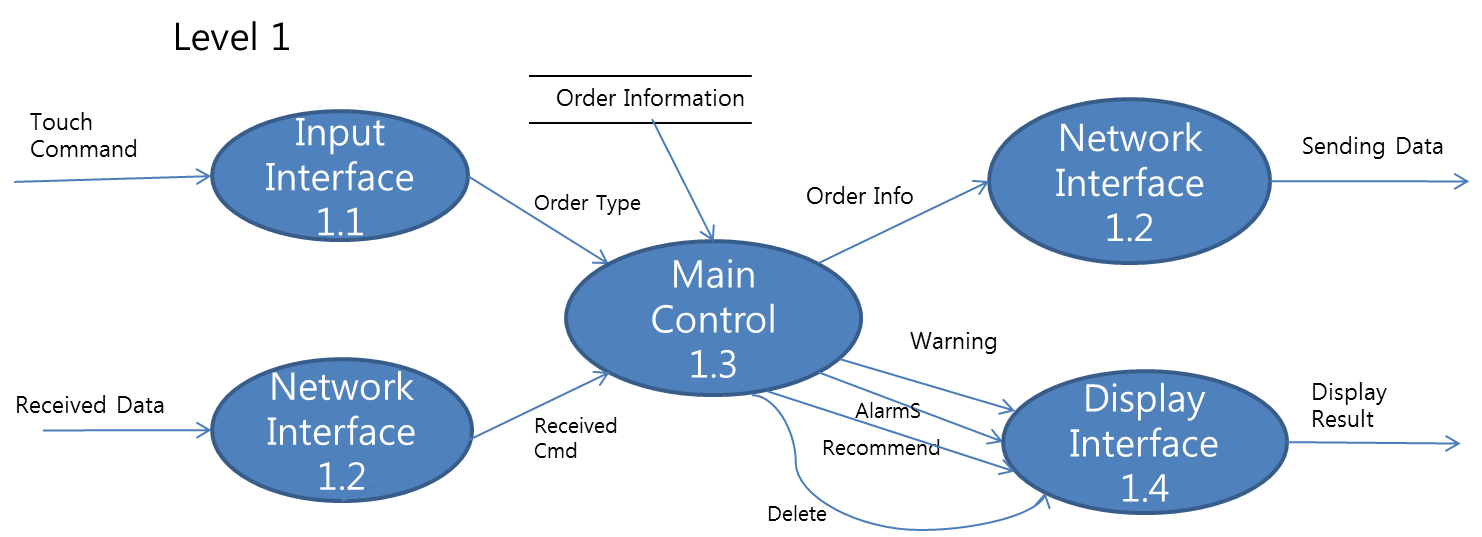 Level 1
Touch
Command
Input
Interface
1.1
Order Information
Order Type
Network
Interface
1.2
Sending Data
Order Info
Main
Control
1.3
Received Data
Network
Interface
1.2
Received
Cmd
Warning
AlarmS
Recommend
Delete
Display
Interface
1.4
Display
Result